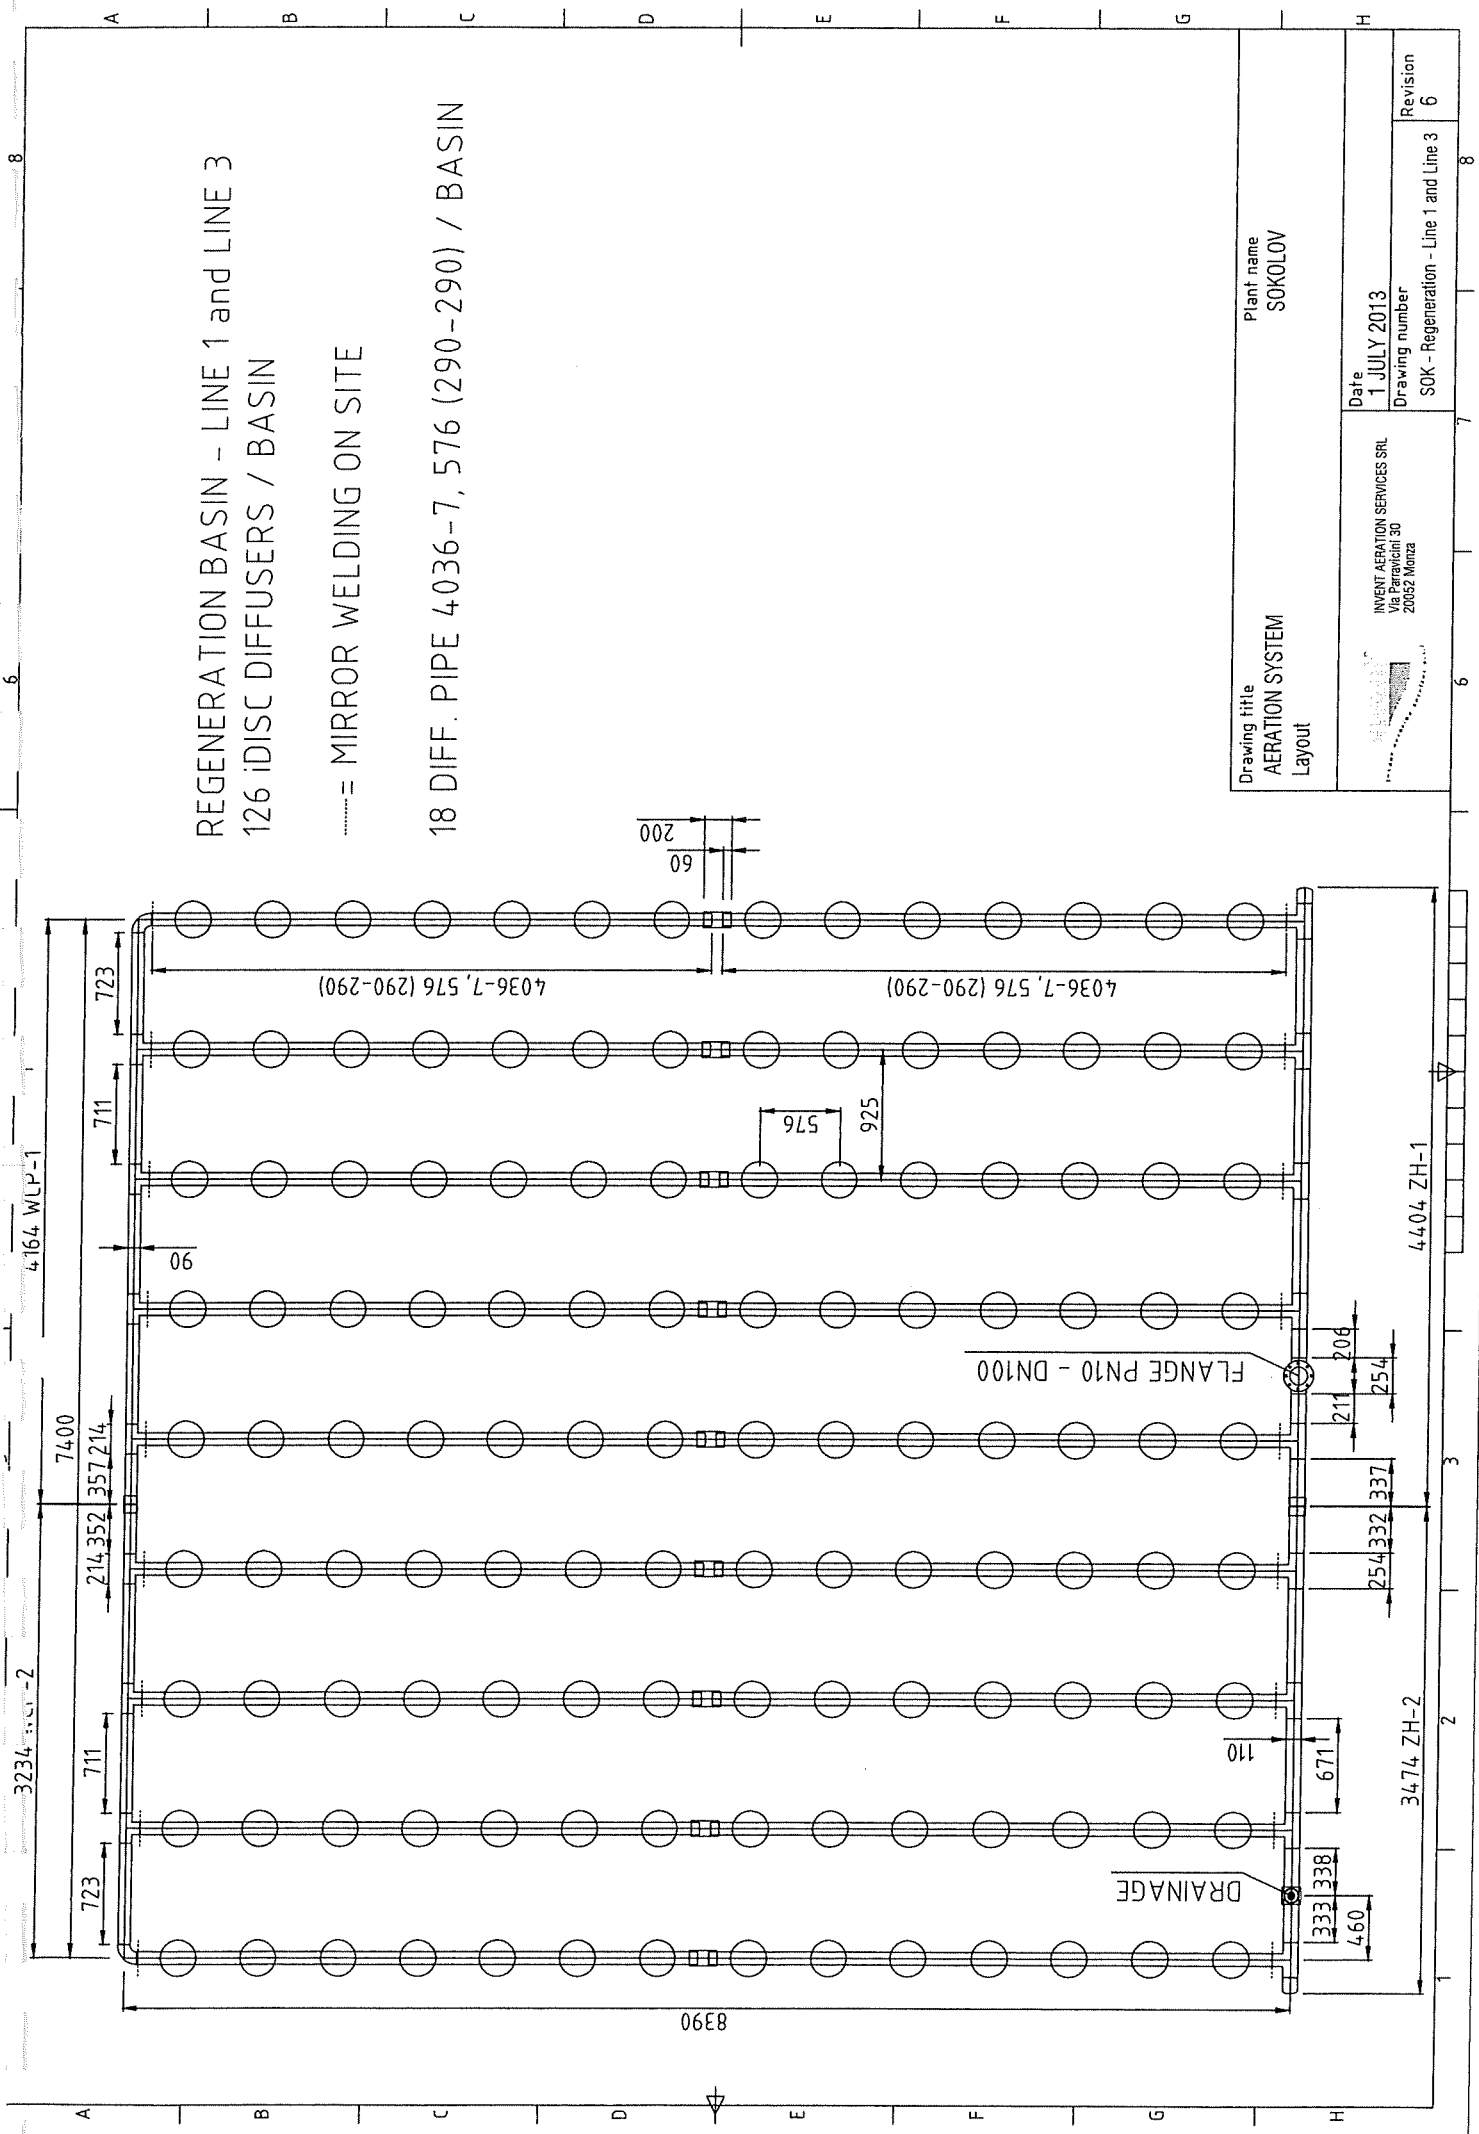 REGENERATION BASIN - LINE 1 and LINE 3
126 iDISC DIFFUSERS / BASIN
-----= MIRROR WELDING ON SITE
18 DIFF. PIPE 4036-7, 576 (290-290) / BASIN
Drawing title
AERATION SYSTEM
Layout
Plant name
SOKOLOV
INVENT AERATION SERVICES SRL
Via Parravicini 30
20052 Monza
Date
1 JULY 2013
Drawing number
SOK - Regeneration - Line 1 and Line 3
Revision
6
4164 WLP-1
3234
-2
7400
723
711
214
352
357
214
711
723
90
200
60
4036-7, 576 (290-290)
4036-7, 576 (290-290)
576
925
8390
FLANGE PN10 - DN100
DRAINAGE
110
333
338
460
671
254
332
337
211
206
254
3474 ZH-2
4404 ZH-1
A
B
C
D
E
F
G
H
A
B
C
D
E
F
G
H
6
8
1
2
3
6
7
8